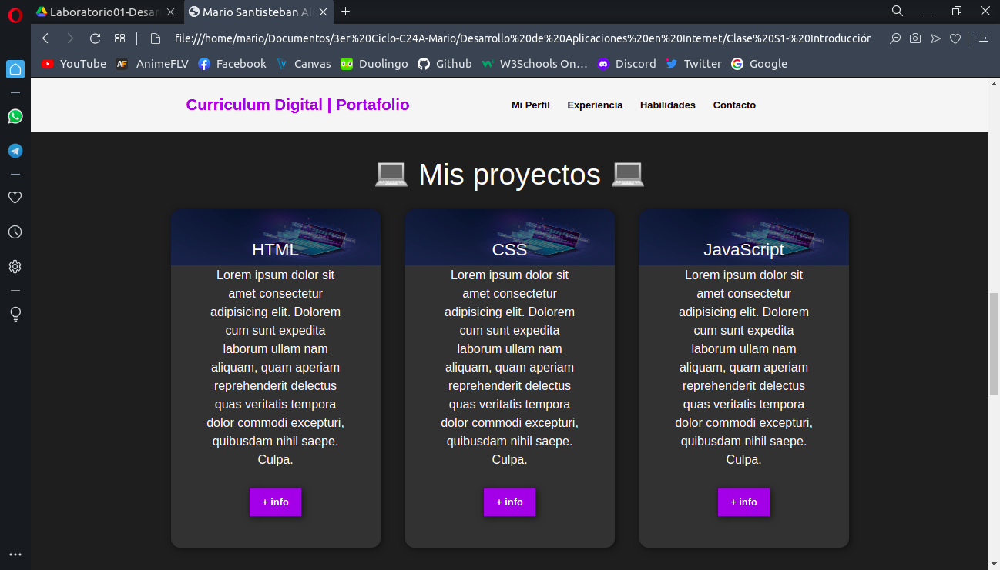 Laboratorio01-Desar
Mario Santisteban Al
file:///home/mario/Documentos/3er%20Ciclo-C24A-Mario/Desarrollo%20de%20Aplicaciones%20en%20Internet/Clase%20S1-%20Introducción
YouTube
AF
AnimeFLV
Facebook
Canvas
Duolingo
Github
W3Schools On...
Discord
Twitter
Google
Curriculum Digital | Portafolio
Mi Perfil
Experiencia
Habilidades
Contacto
Mis proyectos
HTML
Lorem ipsum dolor sit
amet consectetur
adipisicing elit. Dolorem
cum sunt expedita
laborum ullam nam
aliquam, quam aperiam
reprehenderit delectus
quas veritatis tempora
dolor commodi excepturi,
quibusdam nihil saepe.
Culpa.
+ info
CSS
Lorem ipsum dolor sit
amet consectetur
adipisicing elit. Dolorem
cum sunt expedita
laborum ullam nam
aliquam, quam aperiam
reprehenderit delectus
quas veritatis tempora
dolor commodi excepturi,
quibusdam nihil saepe.
Culpa.
+ info
JavaScript
Lorem ipsum dolor sit
amet consectetur
adipisicing elit. Dolorem
cum sunt expedita
laborum ullam nam
aliquam, quam aperiam
reprehenderit delectus
quas veritatis tempora
dolor commodi excepturi,
quibusdam nihil saepe.
Culpa.
+ info